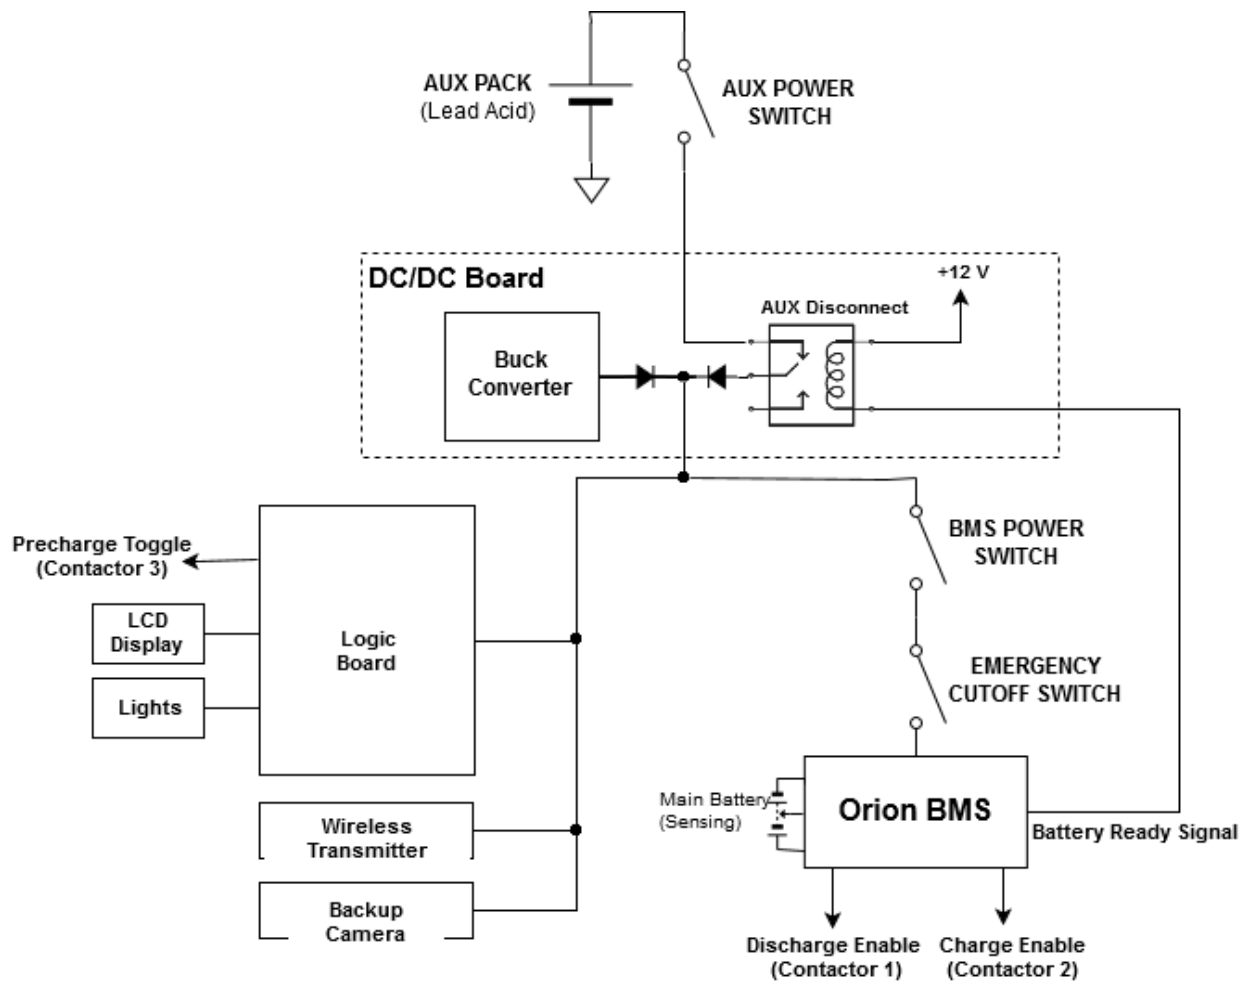 AUX PACK
(Lead Acid)
AUX POWER
SWITCH
DC/DC Board
+12 V
AUX Disconnect
Buck
Converter
Precharge Toggle
(Contactor 3)
LCD
Display
Lights
Logic
Board
BMS POWER
SWITCH
EMERGENCY
CUTOFF SWITCH
Main Battery
(Sensing)
Orion BMS
Battery Ready Signal
Wireless
Transmitter
Backup
Camera
Discharge Enable
(Contactor 1)
Charge Enable
(Contactor 2)